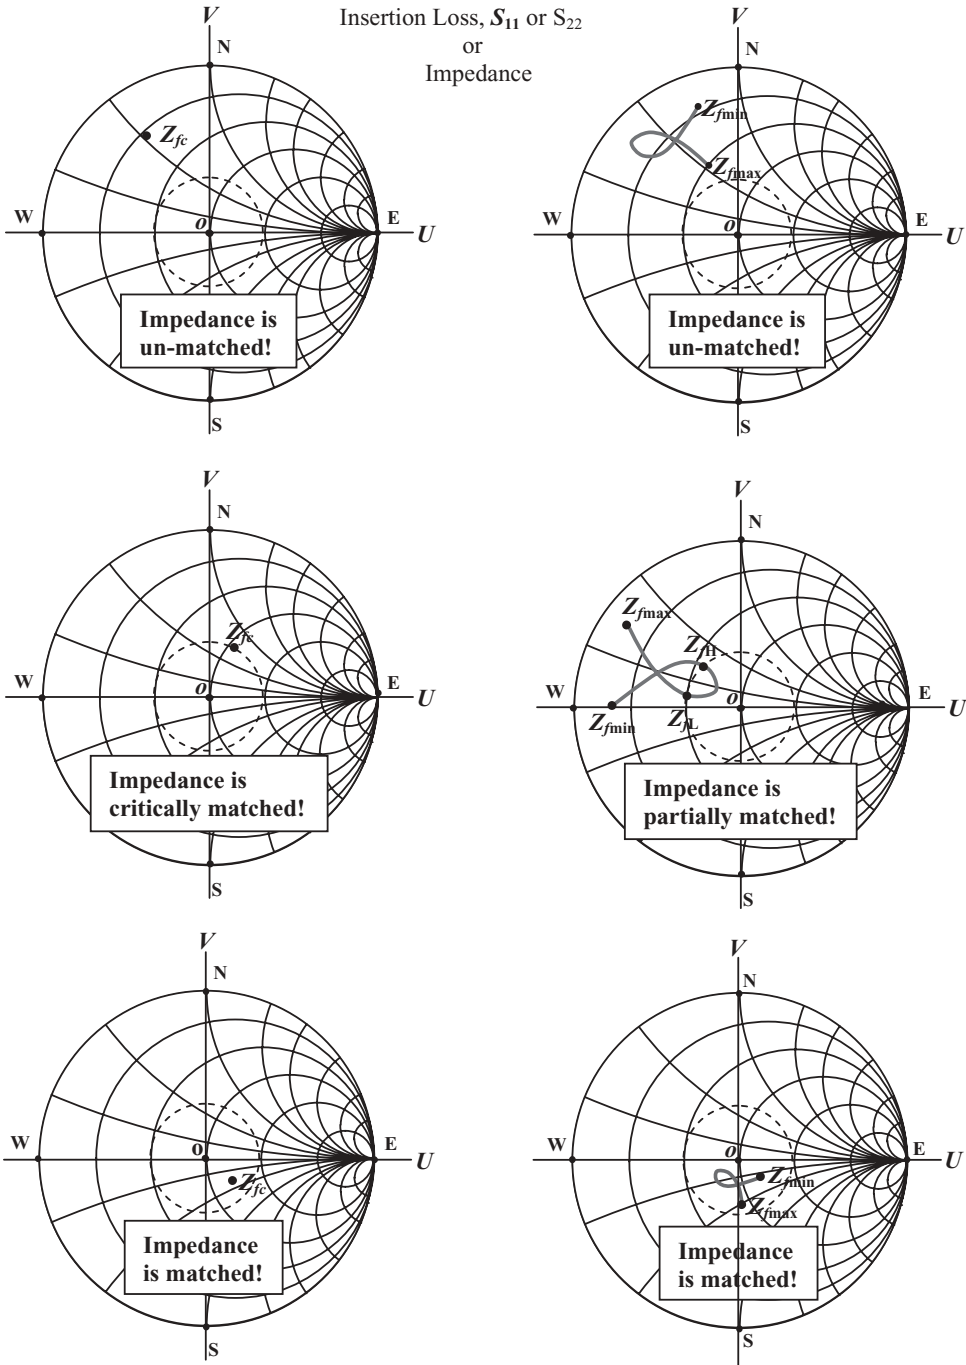 Insertion Loss, S11 or S22
or
Impedance
V
N
Zfc
W
o
E
U
Impedance is
un-matched!
S
V
N
Zfmin
Zfmax
W
o
E
U
Impedance is
un-matched!
S
V
N
Zfc
W
o
E
U
Impedance is
critically matched!
S
V
N
Zfmax
ZfH
W
o
E
U
Zfmin
ZfL
Impedance is
partially matched!
S
V
N
W
o
E
U
Zfc
Impedance
is matched!
S
V
N
W
o
E
U
Zfmin
Zfmax
Impedance
is matched!
S